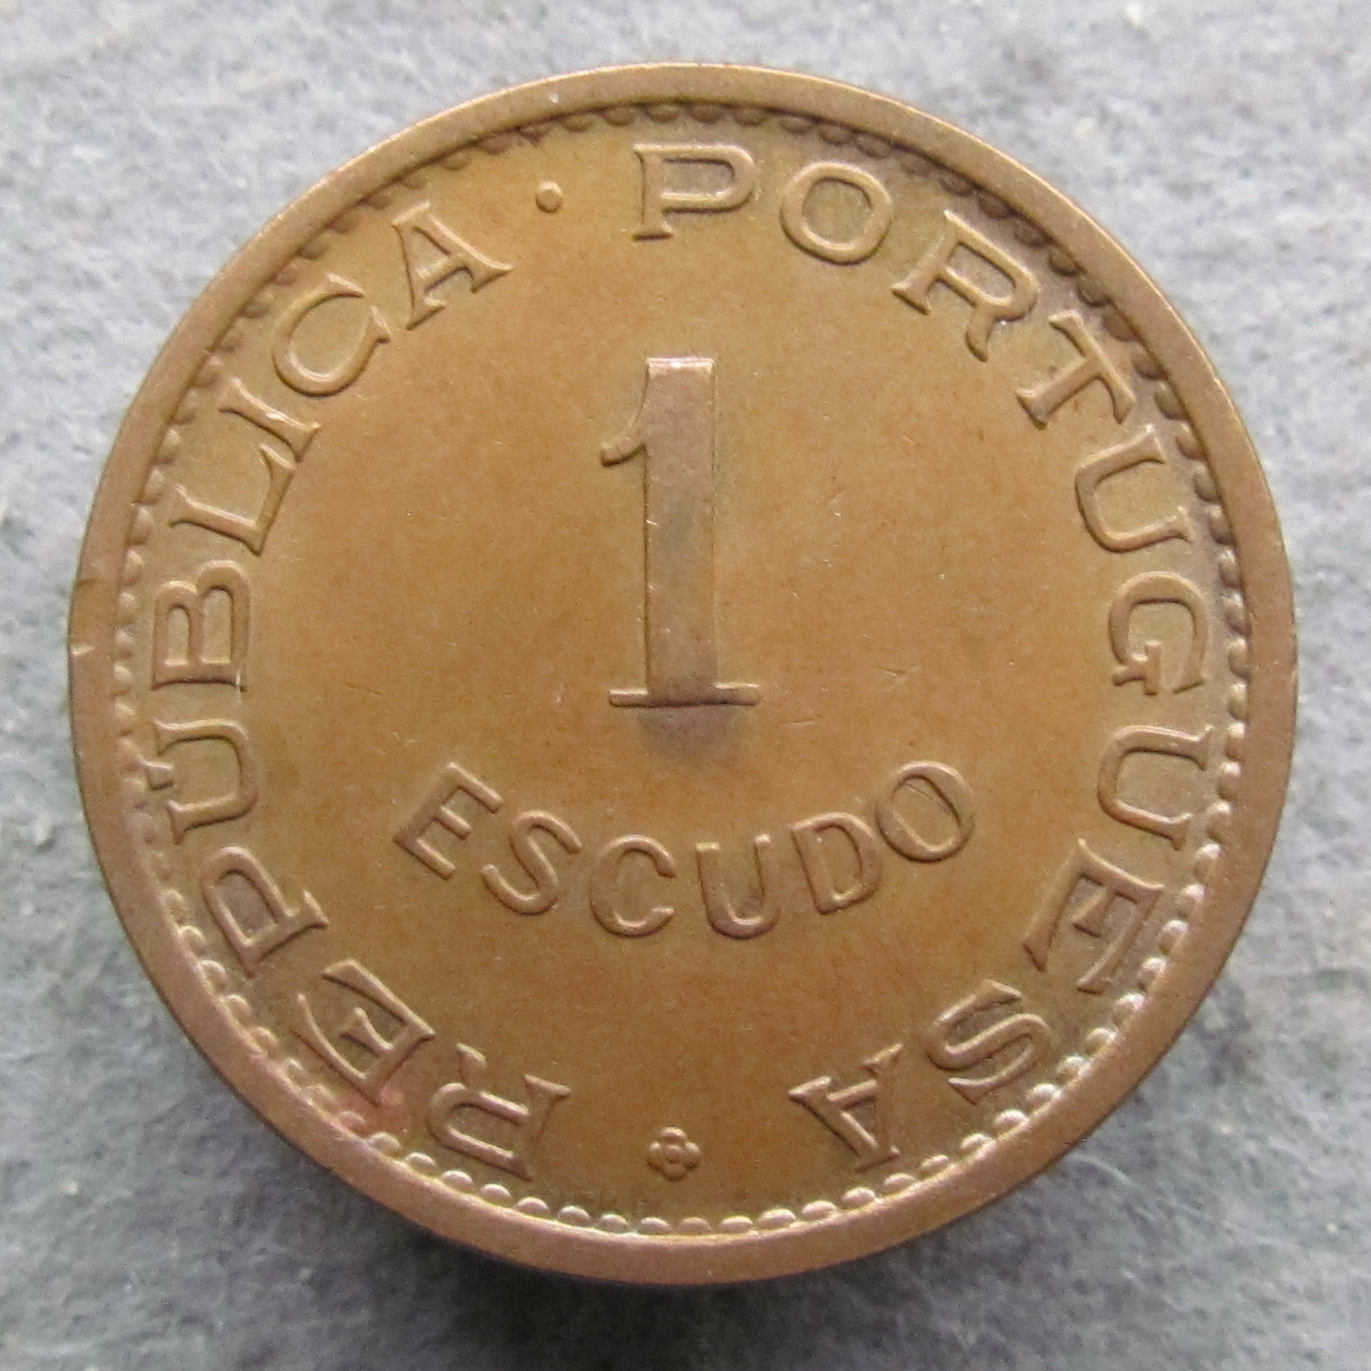 REPÚBLICA · PORTUGUESA
1
ESCUDO